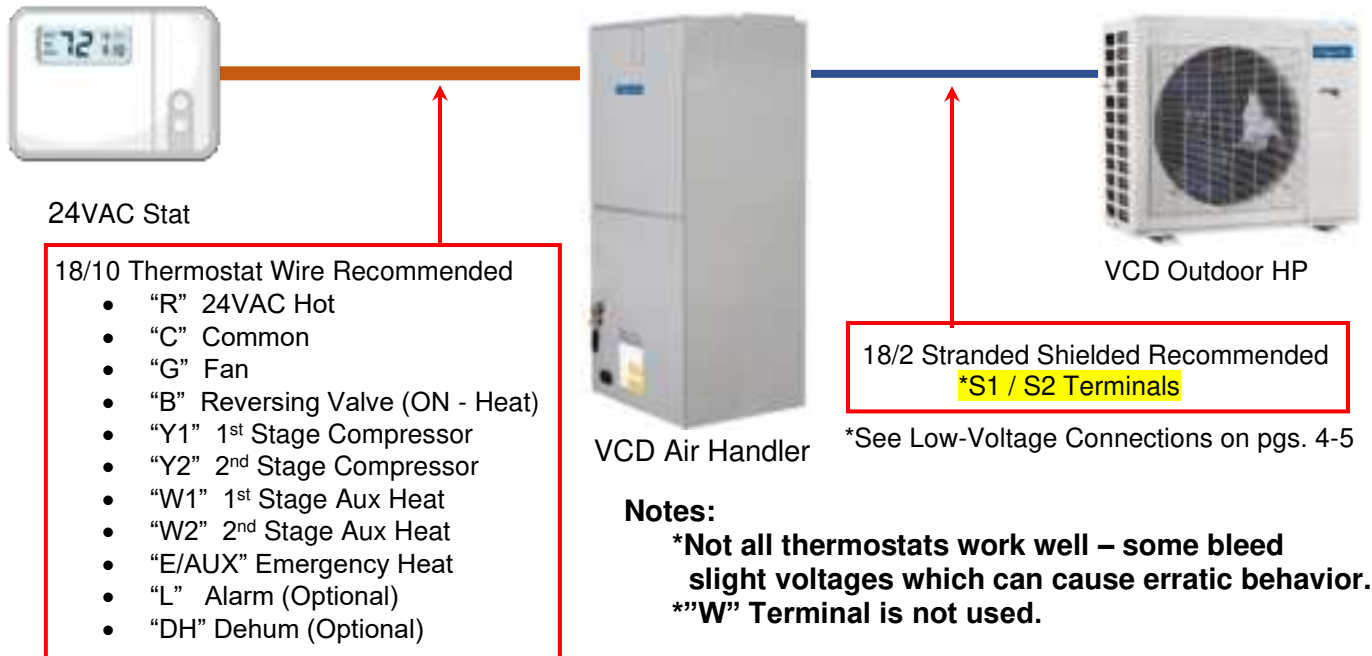 72
24VAC Stat
18/10 Thermostat Wire Recommended
• “R” 24VAC Hot
• “C” Common
• “G” Fan
• “B” Reversing Valve (ON - Heat)
• “Y1” 1st Stage Compressor
• “Y2” 2nd Stage Compressor
• “W1” 1st Stage Aux Heat
• “W2” 2nd Stage Aux Heat
• “E/AUX” Emergency Heat
• “L” Alarm (Optional)
• “DH” Dehum (Optional)
VCD Air Handler
VCD Outdoor HP
18/2 Stranded Shielded Recommended
*S1 / S2 Terminals
*See Low-Voltage Connections on pgs. 4-5
Notes:
*Not all thermostats work well – some bleed
slight voltages which can cause erratic behavior.
*”W” Terminal is not used.